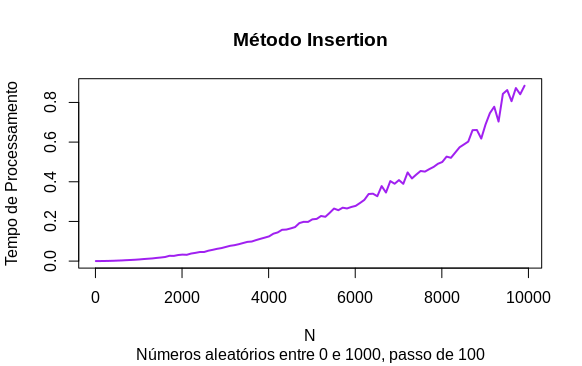 Método Insertion
Tempo de Processamento
0.8
0.6
0.4
0.2
0.0
0 2000 4000 6000 8000 10000
N
Números aleatórios entre 0 e 1000, passo de 100